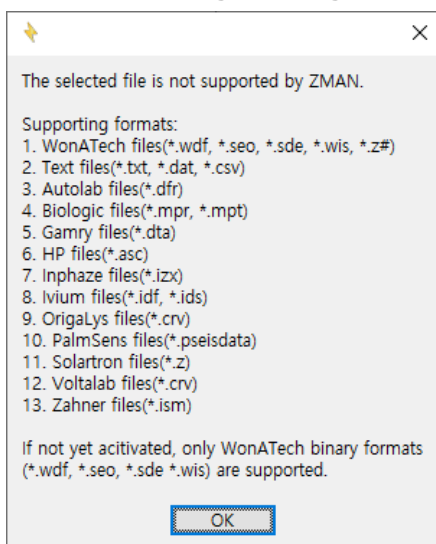 The selected file is not supported by ZMAN.
Supporting formats:
1. WonATech files(*.wdf, *.seo, *.sde, *.wis, *.z#)
2. Text files(*.txt, *.dat, *.csv)
3. Autolab files(*.dfr)
4. Biologic files(*.mpr, *.mpt)
5. Gamry files(*.dta)
6. HP files(*.asc)
7. Inphaze files(*.izx)
8. Ivium files(*.idf, *.ids)
9. OrigaLys files(*.crv)
10. PalmSens files(*.pseisdata)
11. Solartron files(*.z)
12. Voltalab files(*.crv)
13. Zahner files(*.ism)
If not yet acitivated, only WonATech binary formats
(*.wdf, *.seo, *.sde *.wis) are supported.
OK